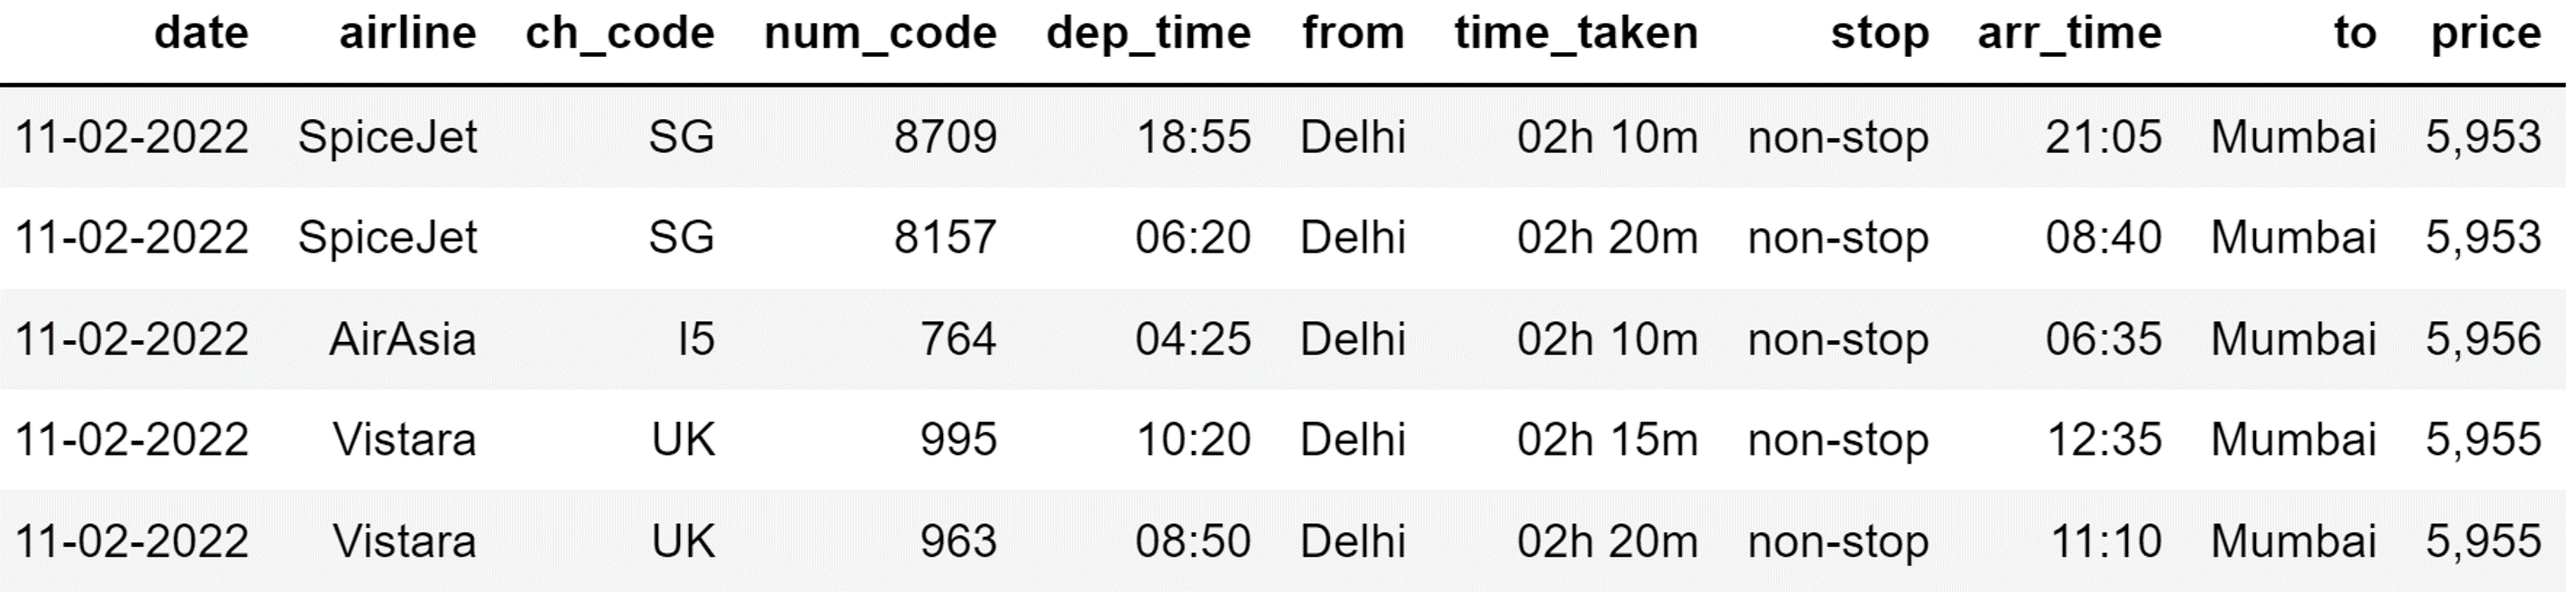 date airline ch_code num_code dep_time from time_taken stop arr_time to price
11-02-2022 SpiceJet SG 8709 18:55 Delhi 02h 10m non-stop 21:05 Mumbai 5,953
11-02-2022 SpiceJet SG 8157 06:20 Delhi 02h 20m non-stop 08:40 Mumbai 5,953
11-02-2022 AirAsia I5 764 04:25 Delhi 02h 10m non-stop 06:35 Mumbai 5,956
11-02-2022 Vistara UK 995 10:20 Delhi 02h 15m non-stop 12:35 Mumbai 5,955
11-02-2022 Vistara UK 963 08:50 Delhi 02h 20m non-stop 11:10 Mumbai 5,955